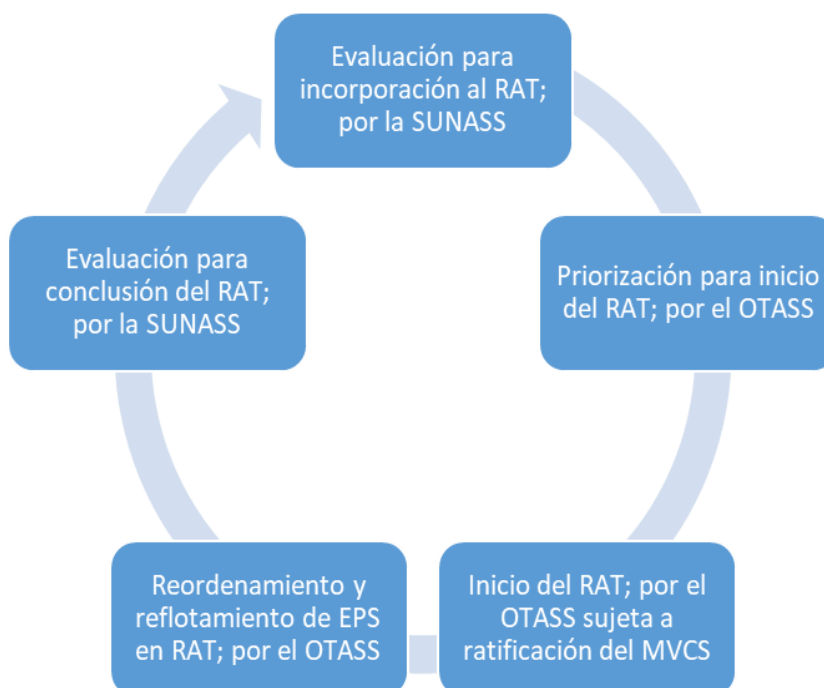 Evaluación para
incorporación al RAT;
por la SUNASS
Priorización para inicio
del RAT; por el OTASS
Inicio del RAT; por el
OTASS sujeta a
ratificación del MVCS
Reordenamiento y
reflotamiento de EPS
en RAT; por el OTASS
Evaluación para
conclusión del RAT;
por la SUNASS